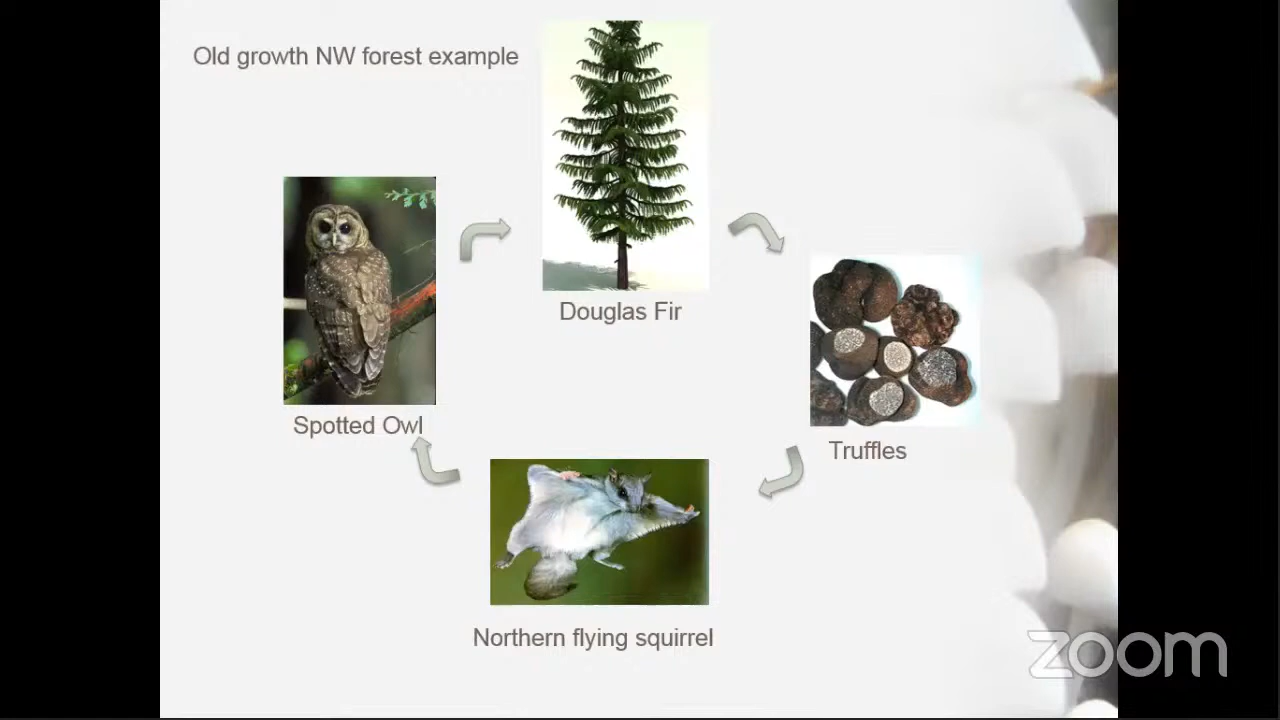 Old growth NW forest example
Douglas Fir
Spotted Owl
Truffles
Northern flying squirrel
zoom